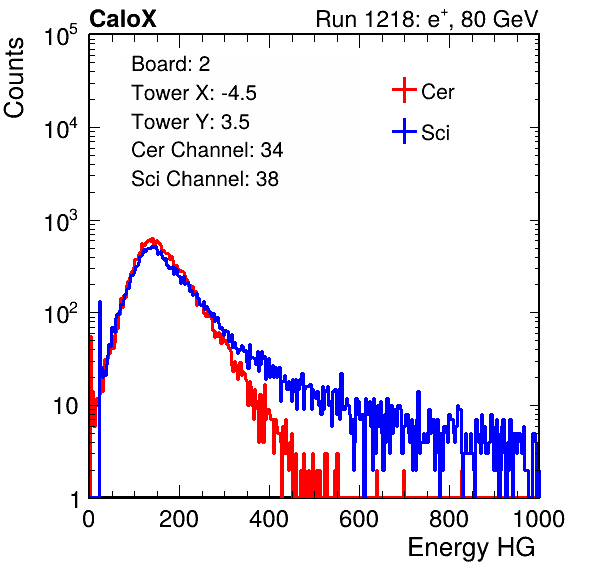 CaloX Run 1218: e⁺, 80 GeV
Counts
Board: 2
Tower X: -4.5
Tower Y: 3.5
Cer Channel: 34
Sci Channel: 38
Cer
Sci
10⁵
10⁴
10³
10²
10
1
0 200 400 600 800 1000
Energy HG